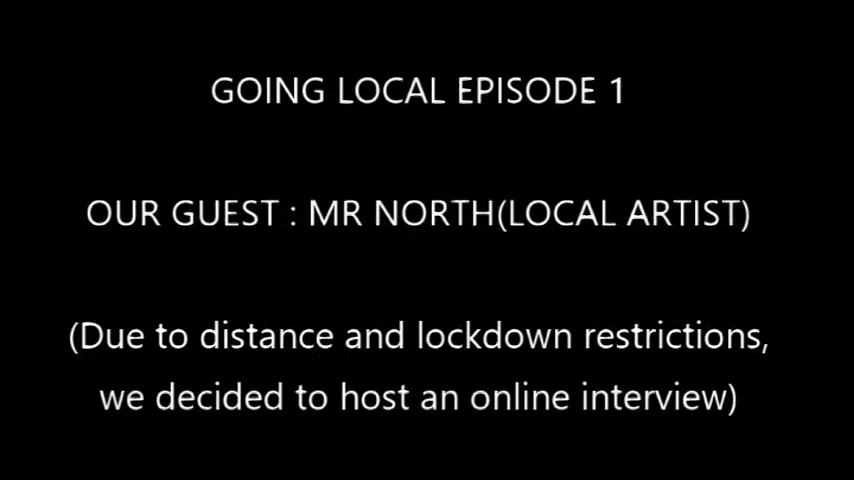 GOING LOCAL EPISODE 1
OUR GUEST : MR NORTH(LOCAL ARTIST)
(Due to distance and lockdown restrictions,
we decided to host an online interview)